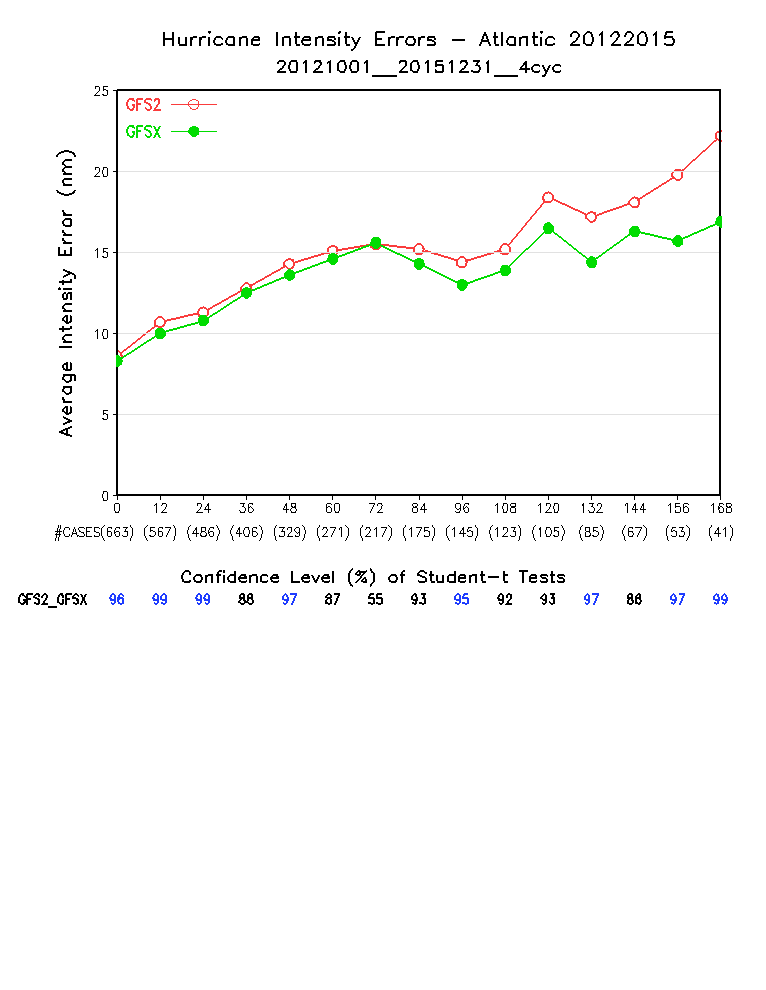 Hurricane Intensity Errors - Atlantic 20122015
20121001__20151231__4cyc
Average Intensity Error (nm)
GFS2
GFSX
25
20
15
10
5
0
0 12 24 36 48 60 72 84 96 108 120 132 144 156 168
#CASES(663) (567) (486) (406) (329) (271) (217) (175) (145) (123) (105) (85) (67) (53) (41)
Confidence Level (%) of Student-t Tests
GFS2_GFSX 96 99 99 88 97 87 55 93 95 92 93 97 88 97 99